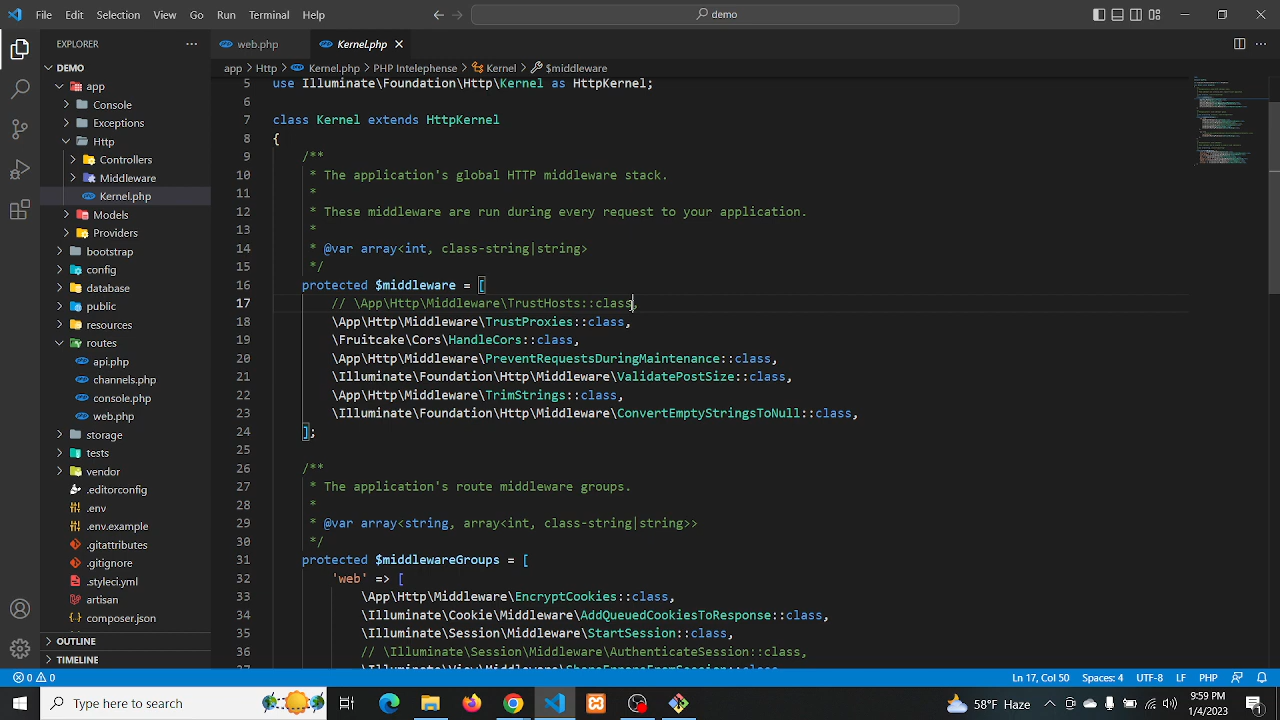 File Edit Selection View Go Run Terminal Help
demo
EXPLORER
web.php
Kernel.php
DEMO
app > Http > Kernel.php > PHP Intelephense > Kernel > $middleware
app
Console
Exceptions
Http
Controllers
Middleware
Kernel.php
Models
Providers
bootstrap
config
database
public
resources
routes
api.php
channels.php
console.php
web.php
storage
tests
vendor
.editorconfig
.env
.env.example
.gitattributes
.gitignore
.styleci.yml
artisan
composer.json
OUTLINE
TIMELINE
5 use Illuminate\Foundation\Http\Kernel as HttpKernel;
6
7 class Kernel extends HttpKernel
8 {
9 /**
10 * The application's global HTTP middleware stack.
11 *
12 * These middleware are run during every request to your application.
13 *
14 * @var array<int, class-string|string>
15 */
16 protected $middleware = [
17 // \App\Http\Middleware\TrustHosts::class,
18 \App\Http\Middleware\TrustProxies::class,
19 \Fruitcake\Cors\HandleCors::class,
20 \App\Http\Middleware\PreventRequestsDuringMaintenance::class,
21 \Illuminate\Foundation\Http\Middleware\ValidatePostSize::class,
22 \App\Http\Middleware\TrimStrings::class,
23 \Illuminate\Foundation\Http\Middleware\ConvertEmptyStringsToNull::class,
24 ];
25
26 /**
27 * The application's route middleware groups.
28 *
29 * @var array<string, array<int, class-string|string>>
30 */
31 protected $middlewareGroups = [
32 'web' => [
33 \App\Http\Middleware\EncryptCookies::class,
34 \Illuminate\Cookie\Middleware\AddQueuedCookiesToResponse::class,
35 \Illuminate\Session\Middleware\StartSession::class,
36 // \Illuminate\Session\Middleware\AuthenticateSession::class,
37 \Illuminate\View\Middleware\ShareErrorsFromSession::class,
0 0
Ln 17, Col 50 Spaces: 4 UTF-8 LF PHP
Type here to search
58°F Haze
9:59 PM
1/4/2023